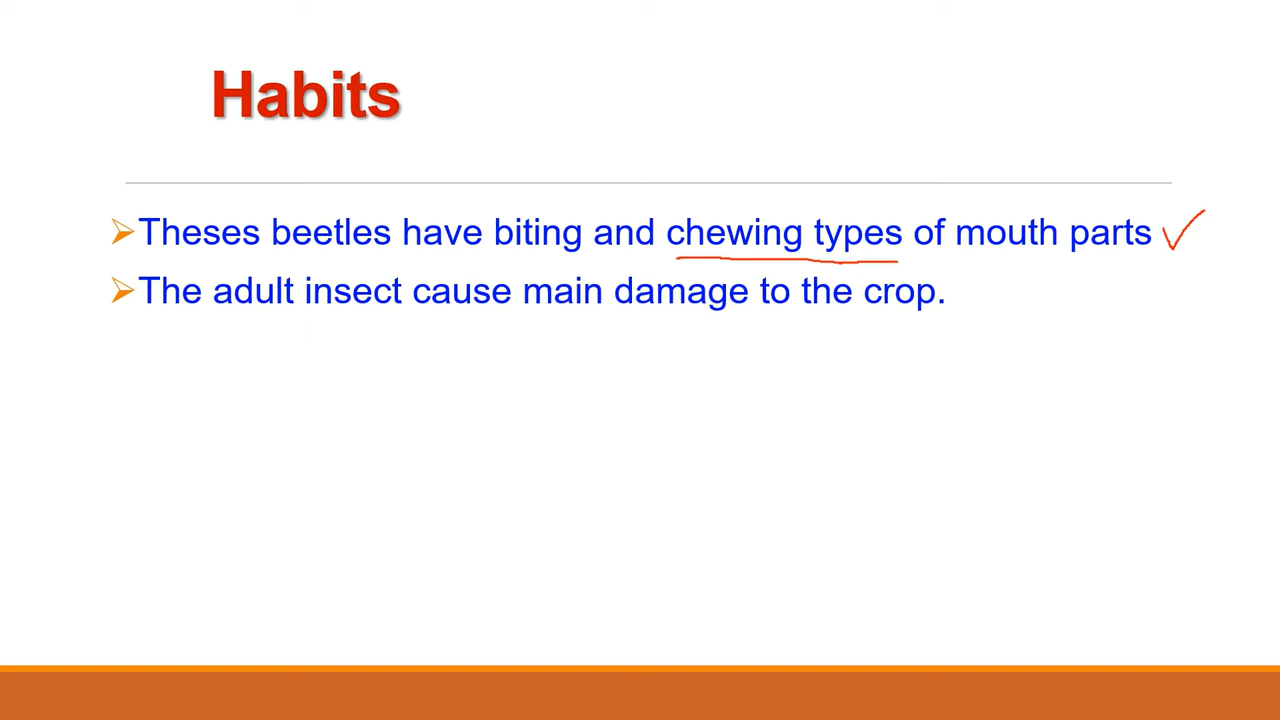 Habits
Theses beetles have biting and chewing types of mouth parts
The adult insect cause main damage to the crop.